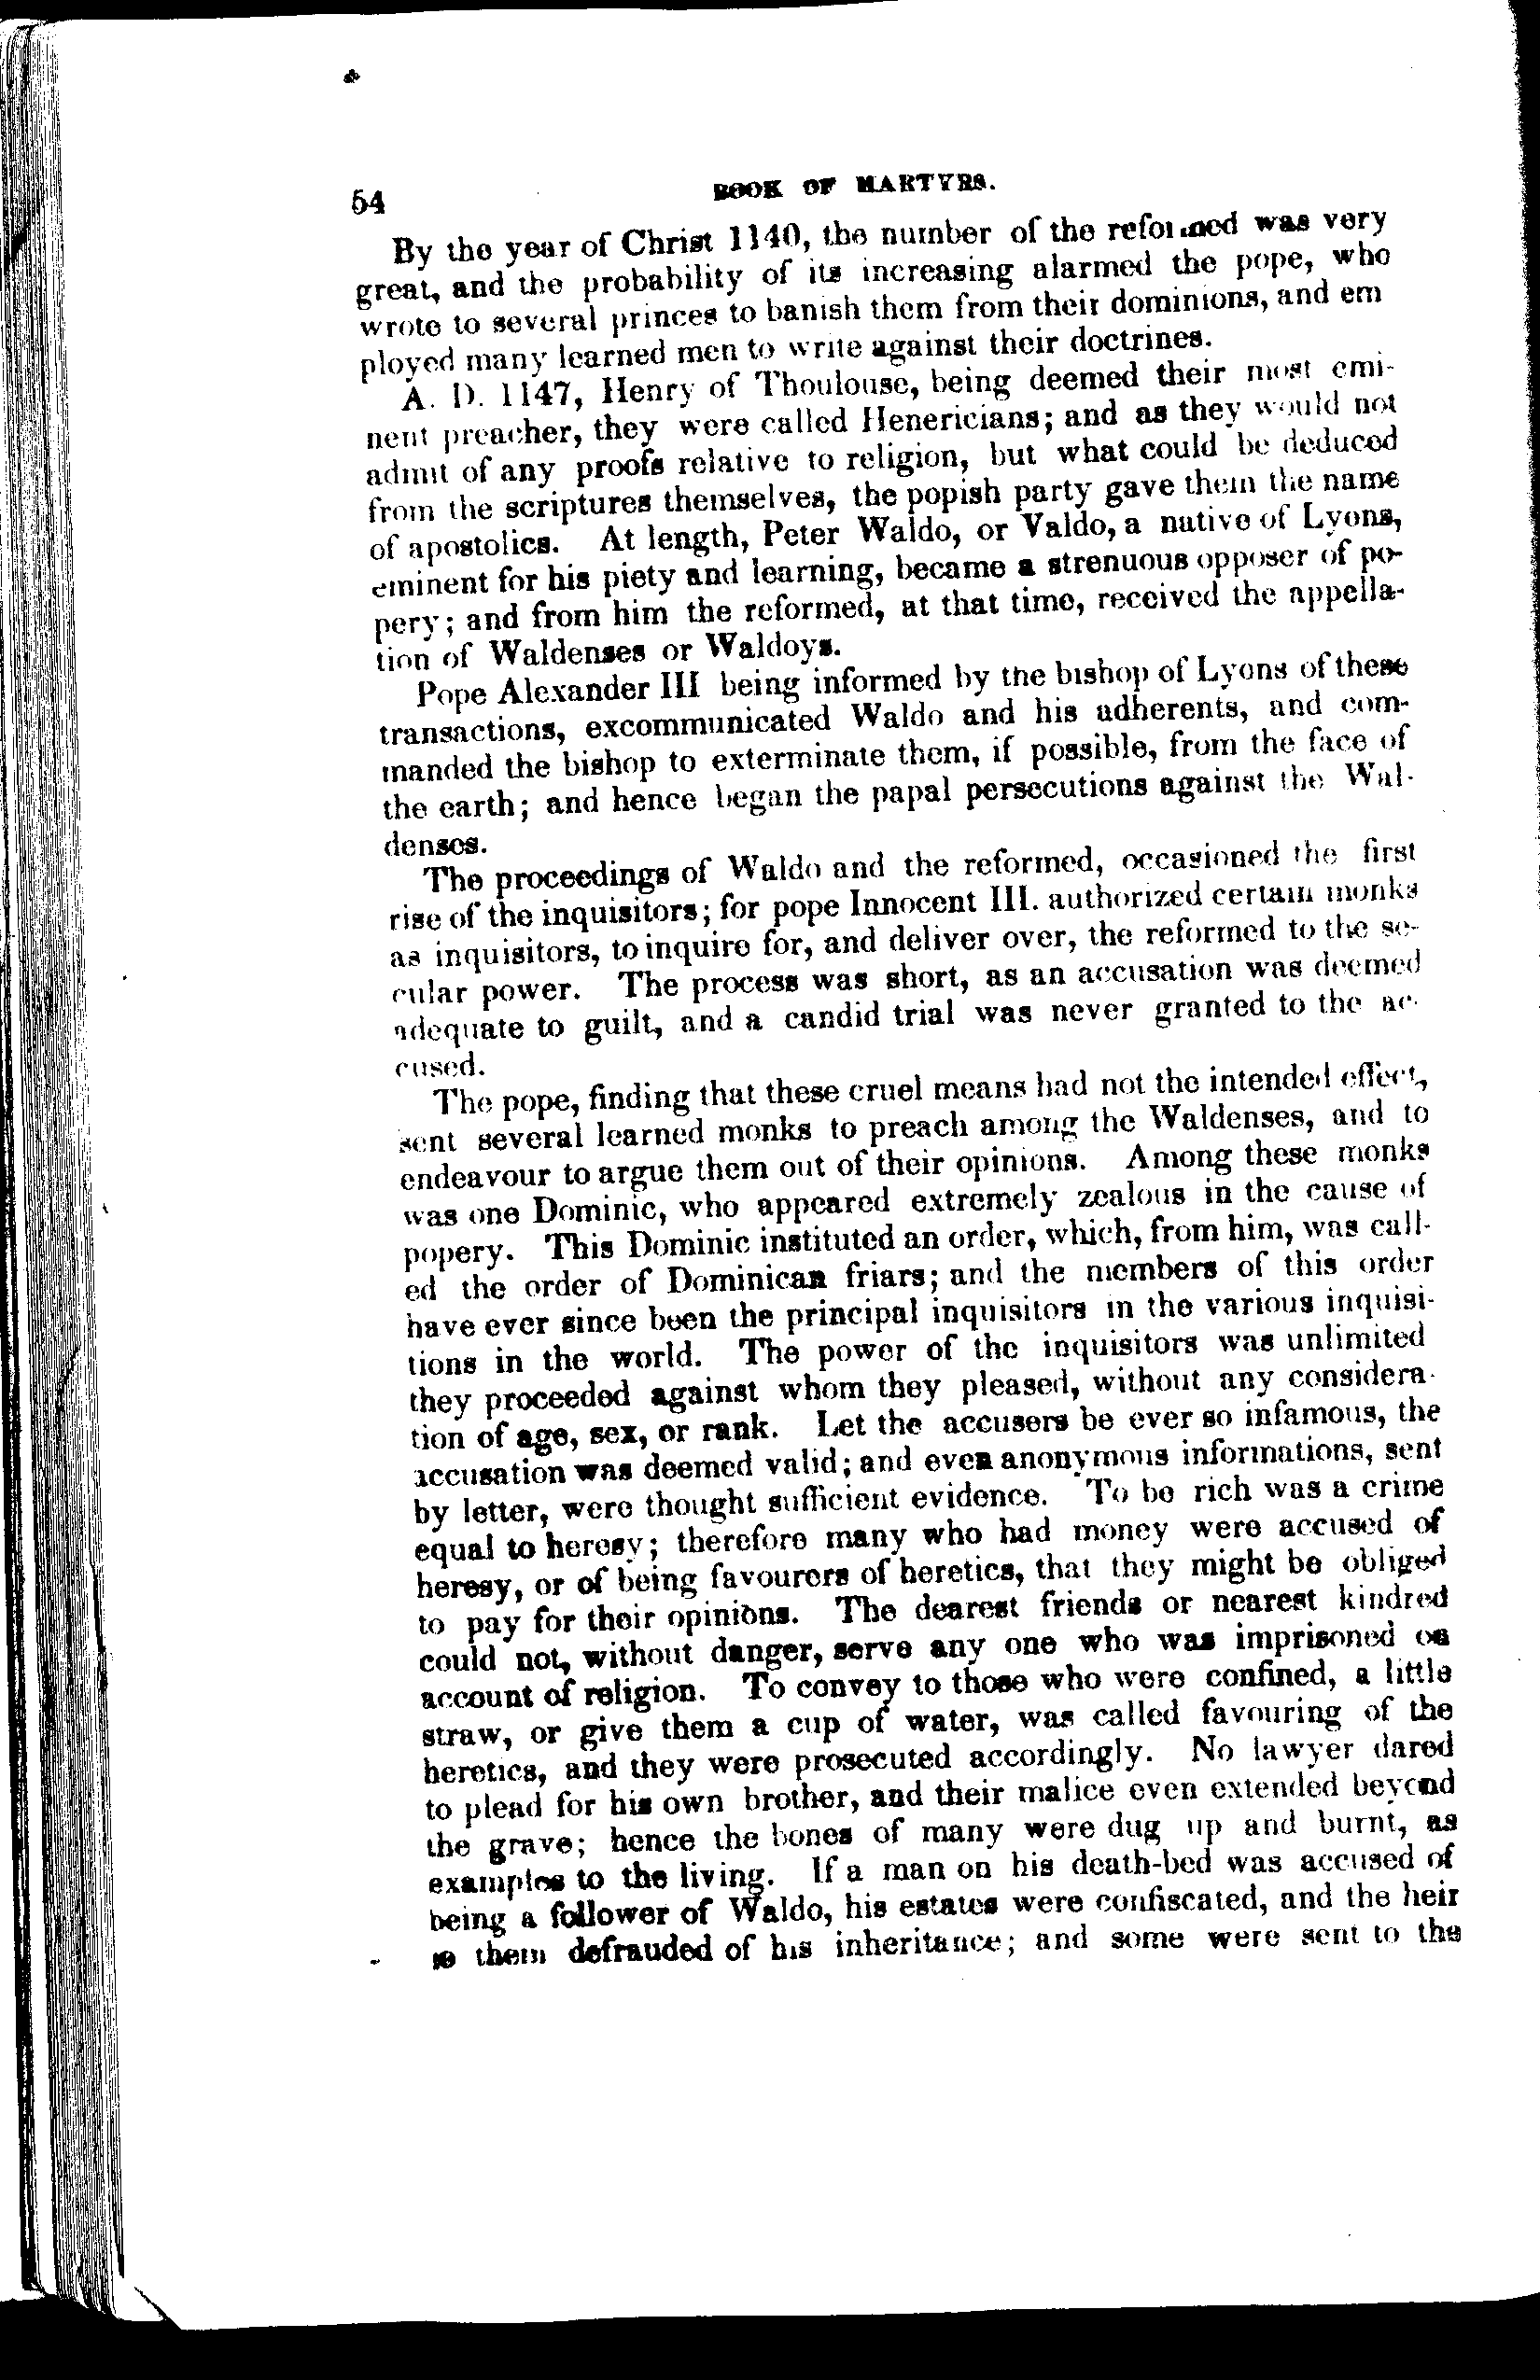 54
BOOK OF MARTYRS.
By the year of Christ 1140, the number of the reformed was very
great, and the probability of its increasing alarmed the pope, who
wrote to several princes to banish them from their dominions, and em
ployed many learned men to write against their doctrines.
A. D. 1147, Henry of Thoulouse, being deemed their most emi-
nent preacher, they were called Henericians; and as they would not
admit of any proofs relative to religion, but what could be deduced
from the scriptures themselves, the popish party gave them the name
of apostolics. At length, Peter Waldo, or Valdo, a native of Lyons,
eminent for his piety and learning, became a strenuous opposer of po-
pery; and from him the reformed, at that time, received the appella-
tion of Waldenses or Waldoys.
Pope Alexander III being informed by the bishop of Lyons of these
transactions, excommunicated Waldo and his adherents, and com-
manded the bishop to exterminate them, if possible, from the face of
the earth; and hence began the papal persecutions against the Wal-
denses.
The proceedings of Waldo and the reformed, occasioned the first
rise of the inquisitors; for pope Innocent III. authorized certain monks
as inquisitors, to inquire for, and deliver over, the reformed to the se-
cular power. The process was short, as an accusation was deemed
adequate to guilt, and a candid trial was never granted to the ac-
cused.
The pope, finding that these cruel means had not the intended effect,
sent several learned monks to preach among the Waldenses, and to
endeavour to argue them out of their opinions. Among these monks
was one Dominic, who appeared extremely zealous in the cause of
popery. This Dominic instituted an order, which, from him, was call-
ed the order of Dominican friars; and the members of this order
have ever since been the principal inquisitors in the various inquisi-
tions in the world. The power of the inquisitors was unlimited
they proceeded against whom they pleased, without any considera-
tion of age, sex, or rank. Let the accusers be ever so infamous, the
accusation was deemed valid; and even anonymous informations, sent
by letter, were thought sufficient evidence. To be rich was a crime
equal to heresy; therefore many who had money were accused of
heresy, or of being favourers of heretics, that they might be obliged
to pay for their opinions. The dearest friends or nearest kindred
could not, without danger, serve any one who was imprisoned on
account of religion. To convey to those who were confined, a little
straw, or give them a cup of water, was called favouring of the
heretics, and they were prosecuted accordingly. No lawyer dared
to plead for his own brother, and their malice even extended beyond
the grave; hence the bones of many were dug up and burnt, as
examples to the living. If a man on his death-bed was accused of
being a follower of Waldo, his estates were confiscated, and the heir
to them defrauded of his inheritance; and some were sent to the